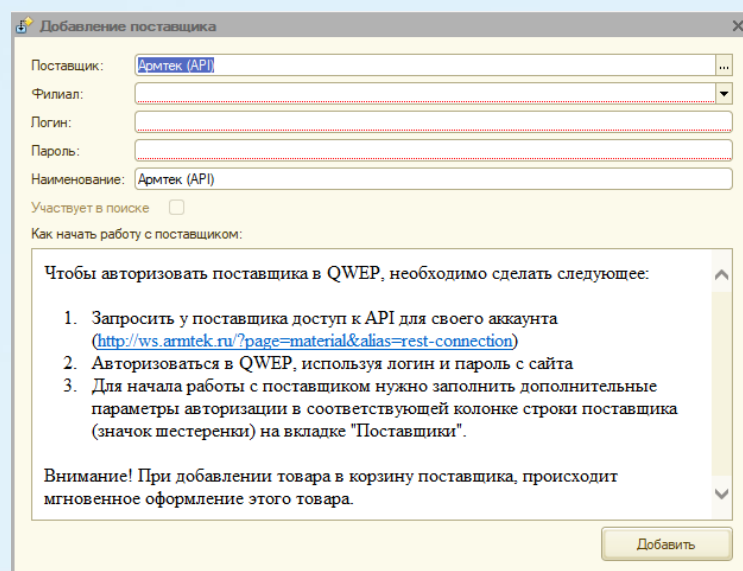 Добавление поставщика
Поставщик: Армтек (API) ...
Филиал:
Логин:
Пароль:
Наименование: Армтек (API)
Участвует в поиске
Как начать работу с поставщиком:
Чтобы авторизовать поставщика в QWEP, необходимо сделать следующее:
1. Запросить у поставщика доступ к API для своего аккаунта
(http://ws.armtek.ru/?page=material&alias=rest-connection)
2. Авторизоваться в QWEP, используя логин и пароль с сайта
3. Для начала работы с поставщиком нужно заполнить дополнительные
параметры авторизации в соответствующей колонке строки поставщика
(значок шестеренки) на вкладке "Поставщики".
Внимание! При добавлении товара в корзину поставщика, происходит
мгновенное оформление этого товара.
Добавить